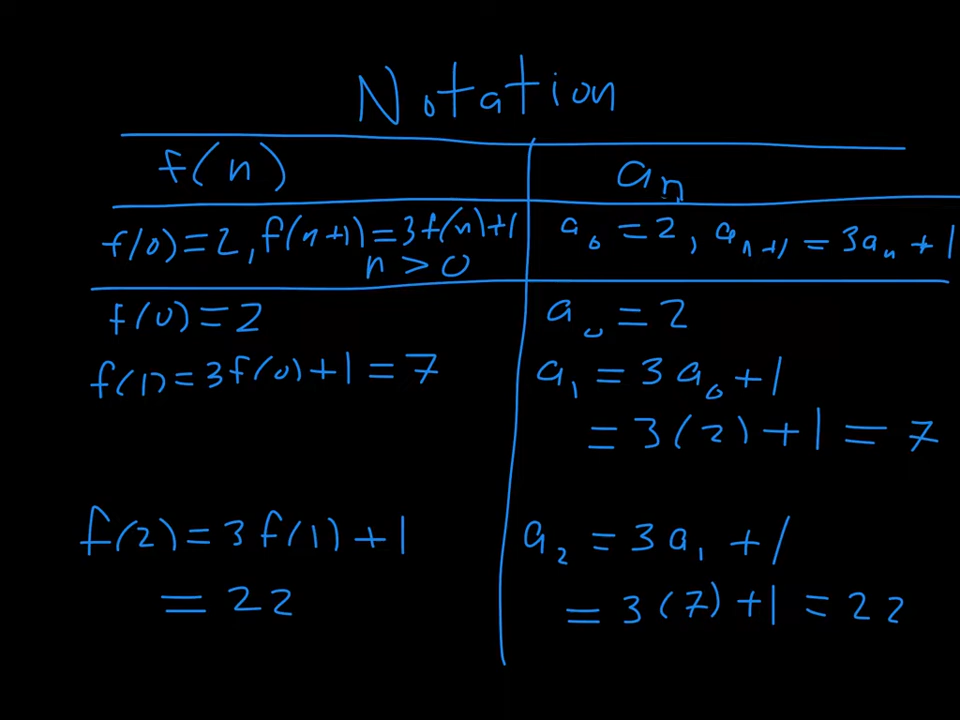 Notation
f(n)
aₙ
f(0)=2, f(n+1)=3f(n)+1
n > 0
a₀ = 2, aₙ₊₁ = 3aₙ + 1
f(0)=2
a₀ = 2
f(1)=3f(0)+1=7
a₁ = 3a₀+1
= 3(2)+1 = 7
f(2)=3f(1)+1
a₂ = 3a₁ +1
= 22
= 3(7)+1 = 22